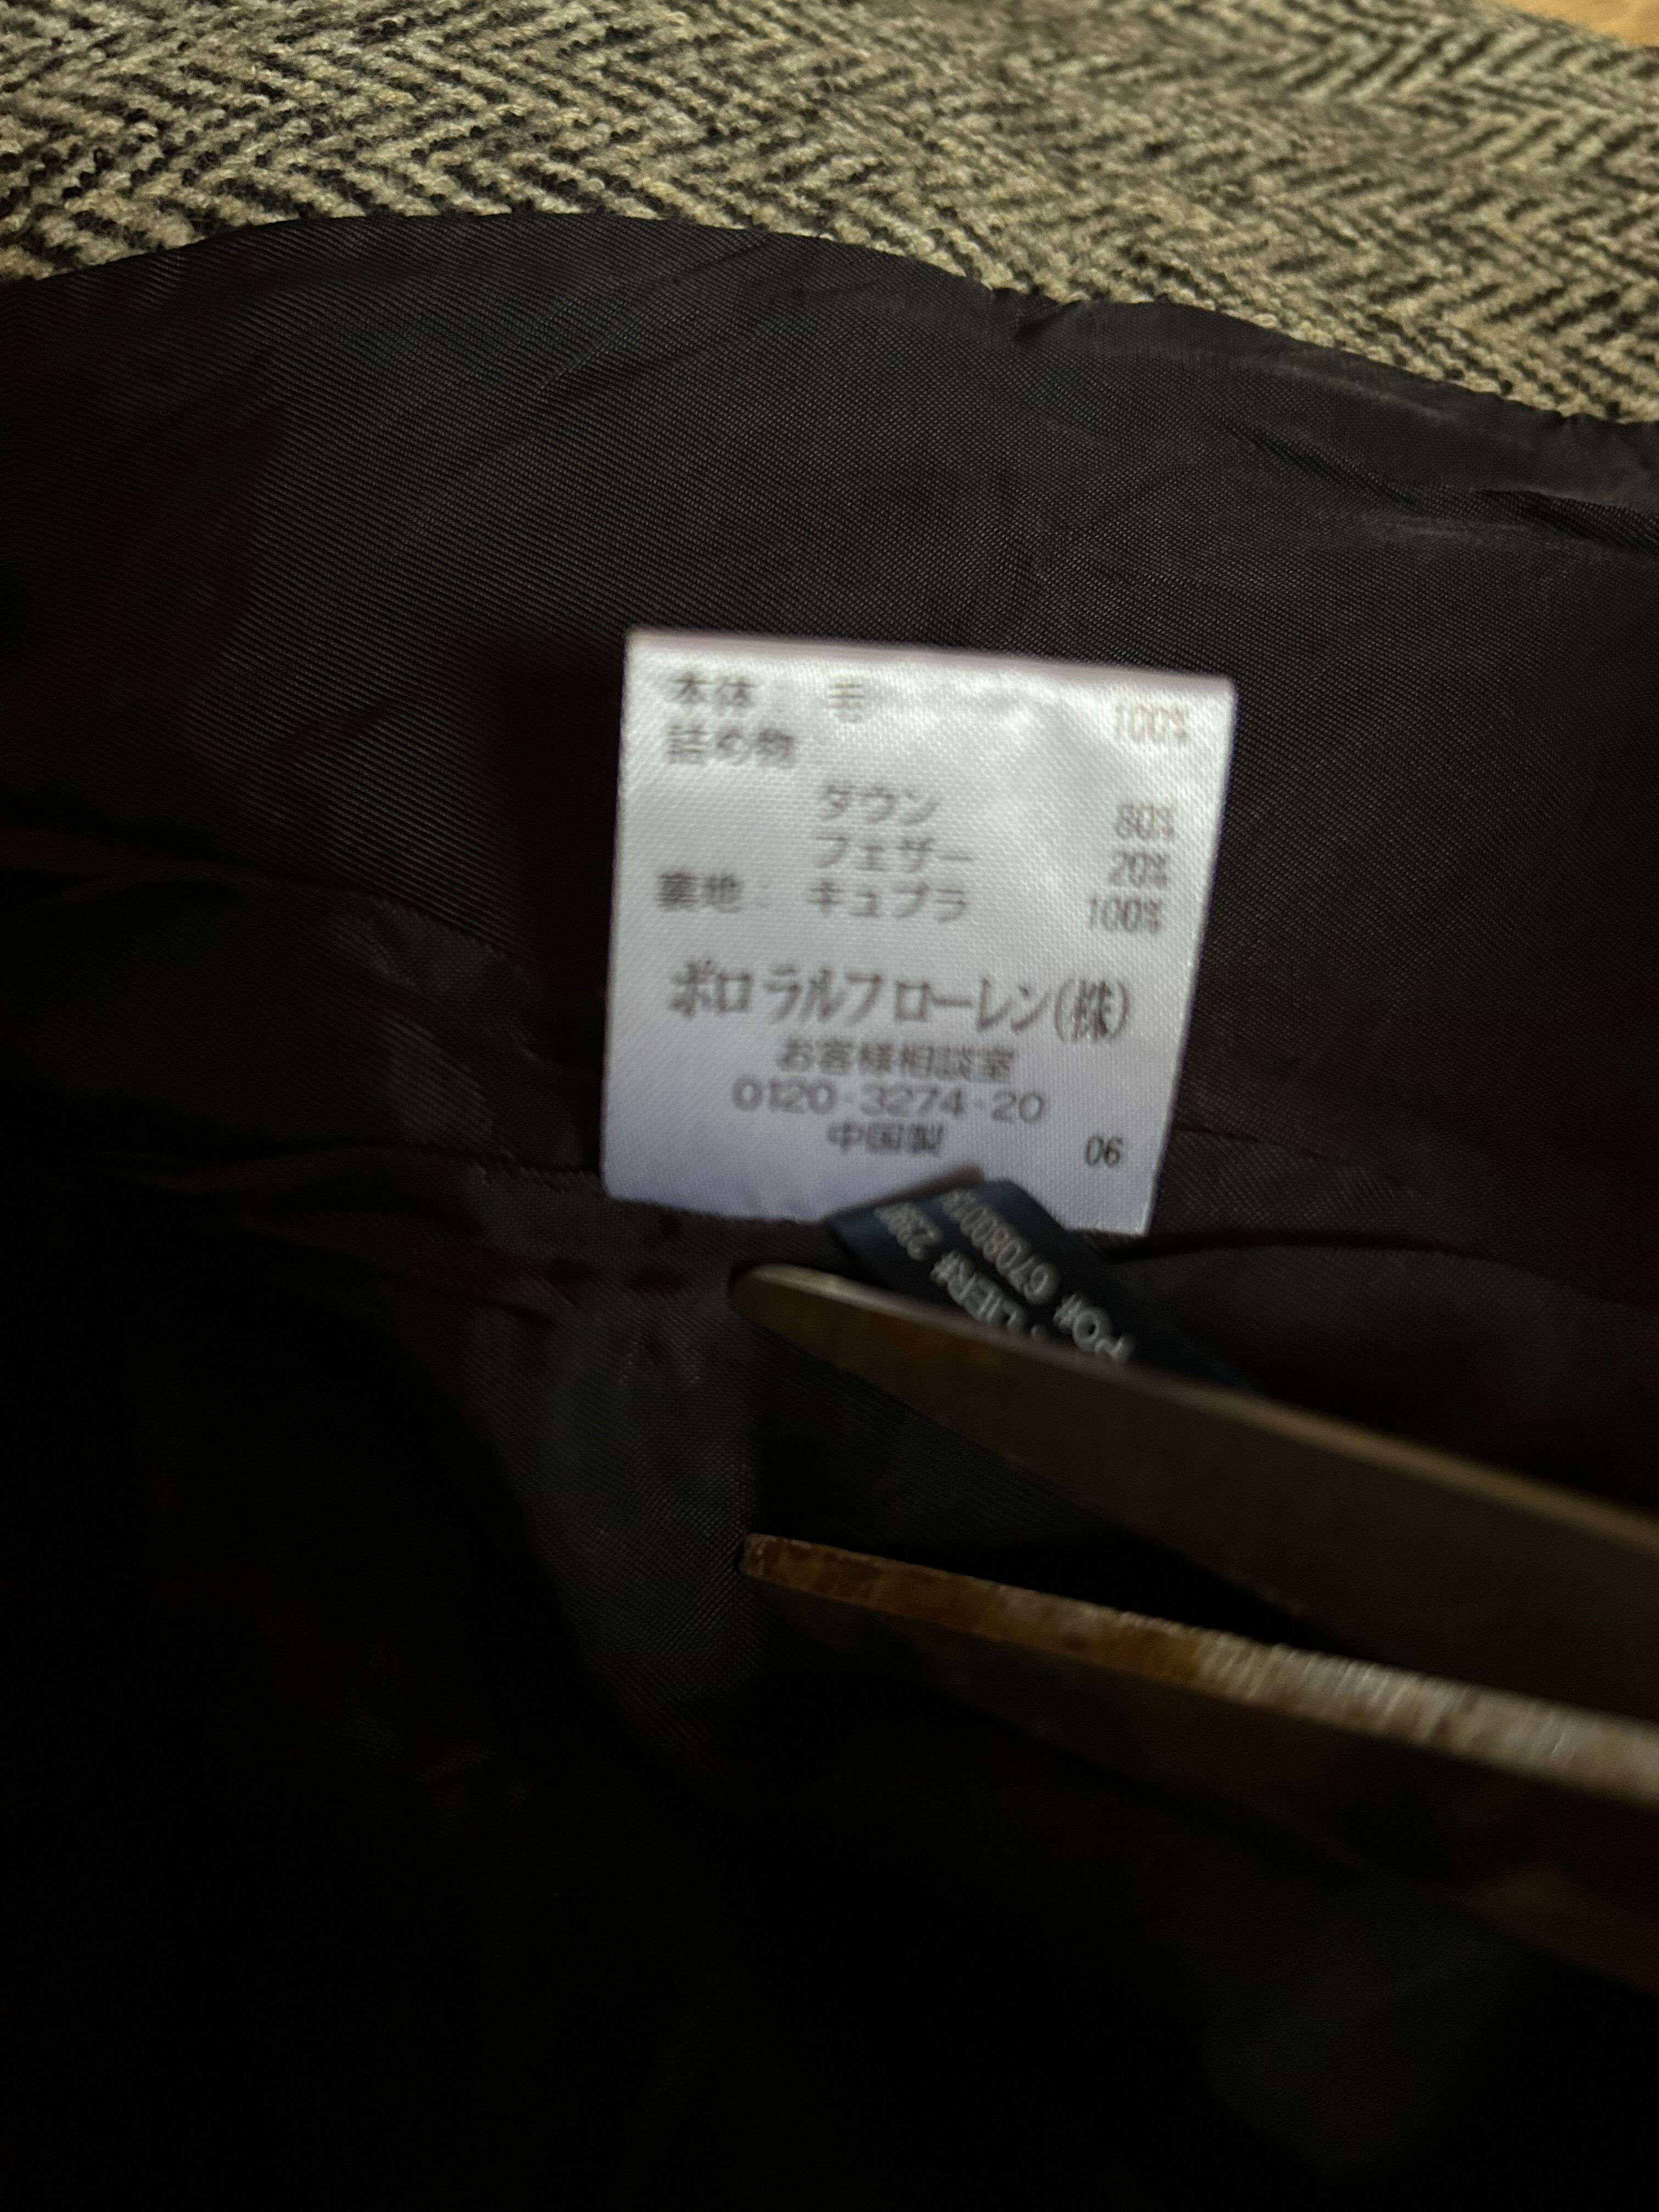 本体 毛 100%
詰め物
ダウン 80%
フェザー 20%
裏地: キュプラ 100%
ポロ ラルフ ローレン(株)
お客様相談室
0120-3274-20
中国製 06
PO#